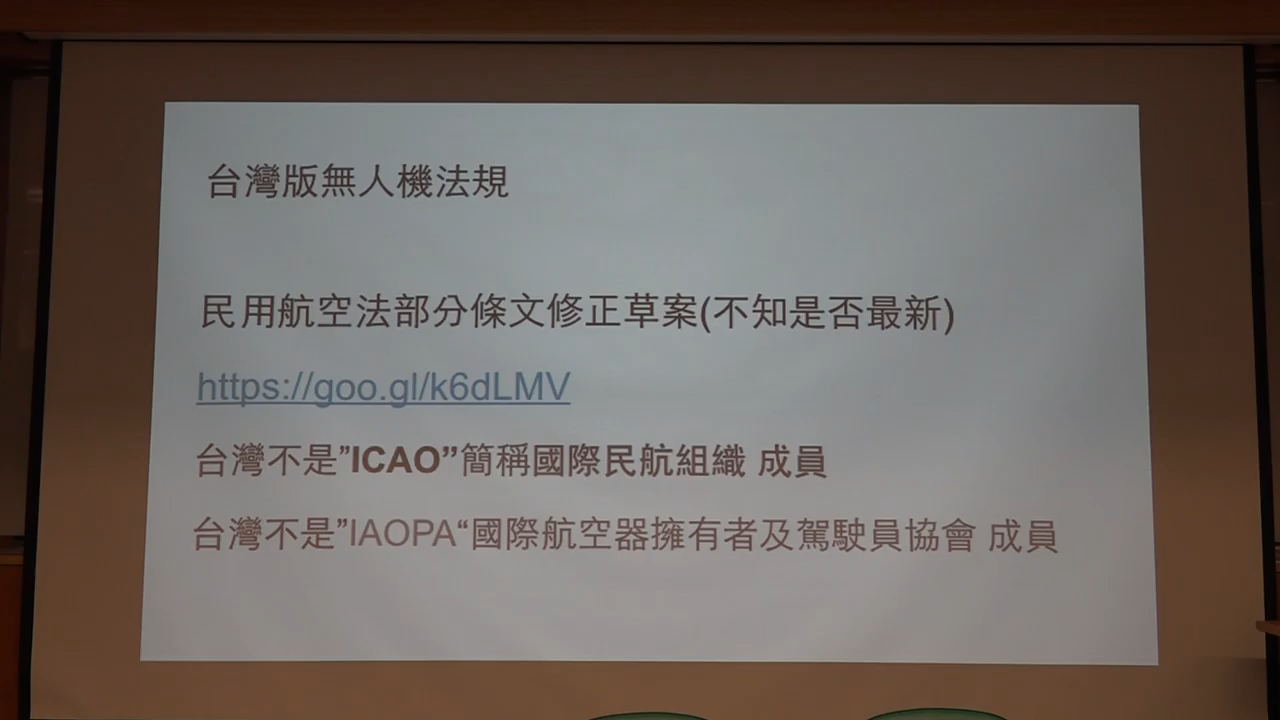 台灣版無人機法規
民用航空法部分條文修正草案(不知是否最新)
https://goo.gl/k6dLMV
台灣不是”ICAO”簡稱國際民航組織 成員
台灣不是”IAOPA“國際航空器擁有者及駕駛員協會 成員